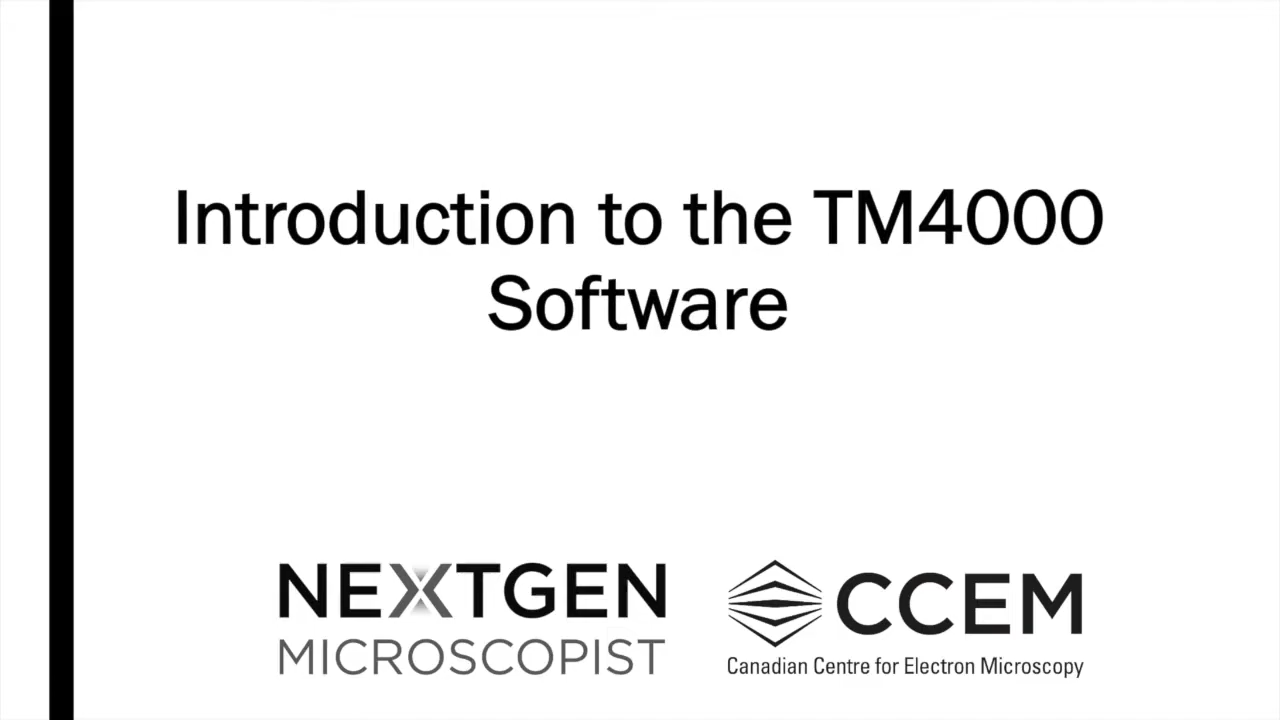 Introduction to the TM4000
Software
NEXTGEN
MICROSCOPIST
CCEM
Canadian Centre for Electron Microscopy